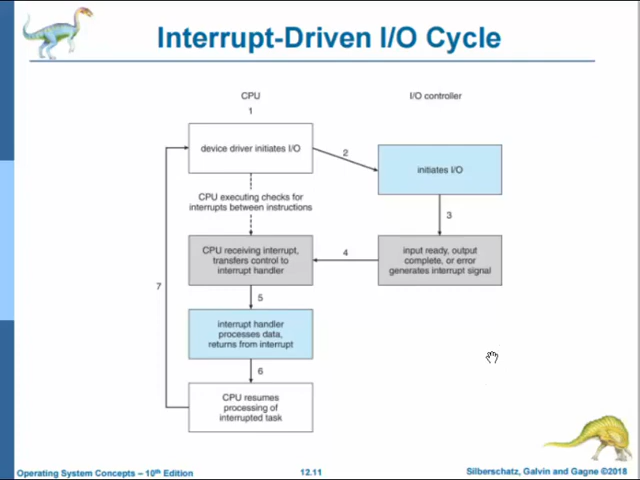 Interrupt-Driven I/O Cycle
CPU
I/O controller
1
device driver initiates I/O
2
initiates I/O
CPU executing checks for
interrupts between instructions
3
CPU receiving interrupt,
transfers control to
interrupt handler
4
input ready, output
complete, or error
generates interrupt signal
7
5
interrupt handler
processes data,
returns from interrupt
6
CPU resumes
processing of
interrupted task
Operating System Concepts – 10th Edition
12.11
Silberschatz, Galvin and Gagne ©2018